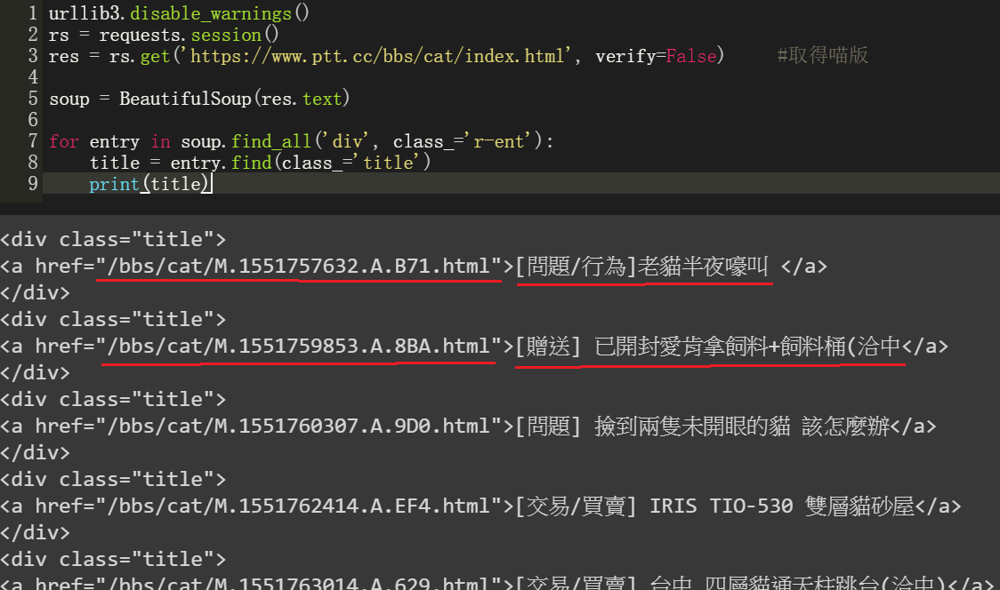 1 urllib3.disable_warnings()
2 rs = requests.session()
3 res = rs.get('https://www.ptt.cc/bbs/cat/index.html', verify=False) #取得喵版
4
5 soup = BeautifulSoup(res.text)
6
7 for entry in soup.find_all('div', class_='r-ent'):
8 title = entry.find(class_='title')
9 print(title)
<div class="title">
<a href="/bbs/cat/M.1551757632.A.B71.html">[問題/行為]老貓半夜嚎叫 </a>
</div>
<div class="title">
<a href="/bbs/cat/M.1551759853.A.8BA.html">[贈送] 已開封愛肯拿飼料+飼料桶(洽中</a>
</div>
<div class="title">
<a href="/bbs/cat/M.1551760307.A.9D0.html">[問題] 撿到兩隻未開眼的貓 該怎麼辦</a>
</div>
<div class="title">
<a href="/bbs/cat/M.1551762414.A.EF4.html">[交易/買賣] IRIS TIO-530 雙層貓砂屋</a>
</div>
<div class="title">
<a href="/bbs/cat/M.1551763014.A.629.html">[交易/買賣] 台中 四層貓通天柱跳台(洽中)</a>